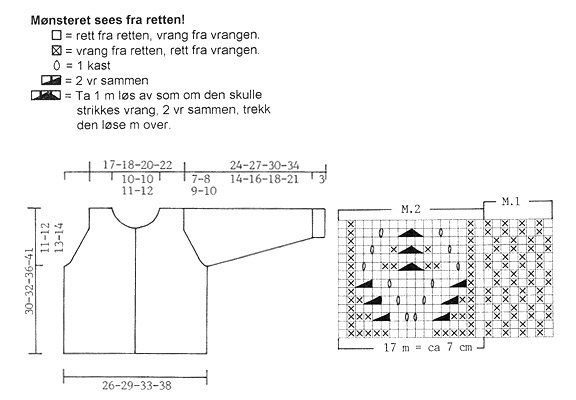 Mønsteret sees fra retten!
= rett fra retten, vrang fra vrangen.
= vrang fra retten, rett fra vrangen.
= 1 kast
= 2 vr sammen
= Ta 1 m løs av som om den skulle
strikkes vrang, 2 vr sammen, trekk
den løse m over.
17-18-20-22
24-27-30-34
10-10
11-12
7-8
9-10
14-16-18-21
3
11-12
13-14
30-32-36-41
26-29-33-38
M.2
M.1
17 m = ca 7 cm